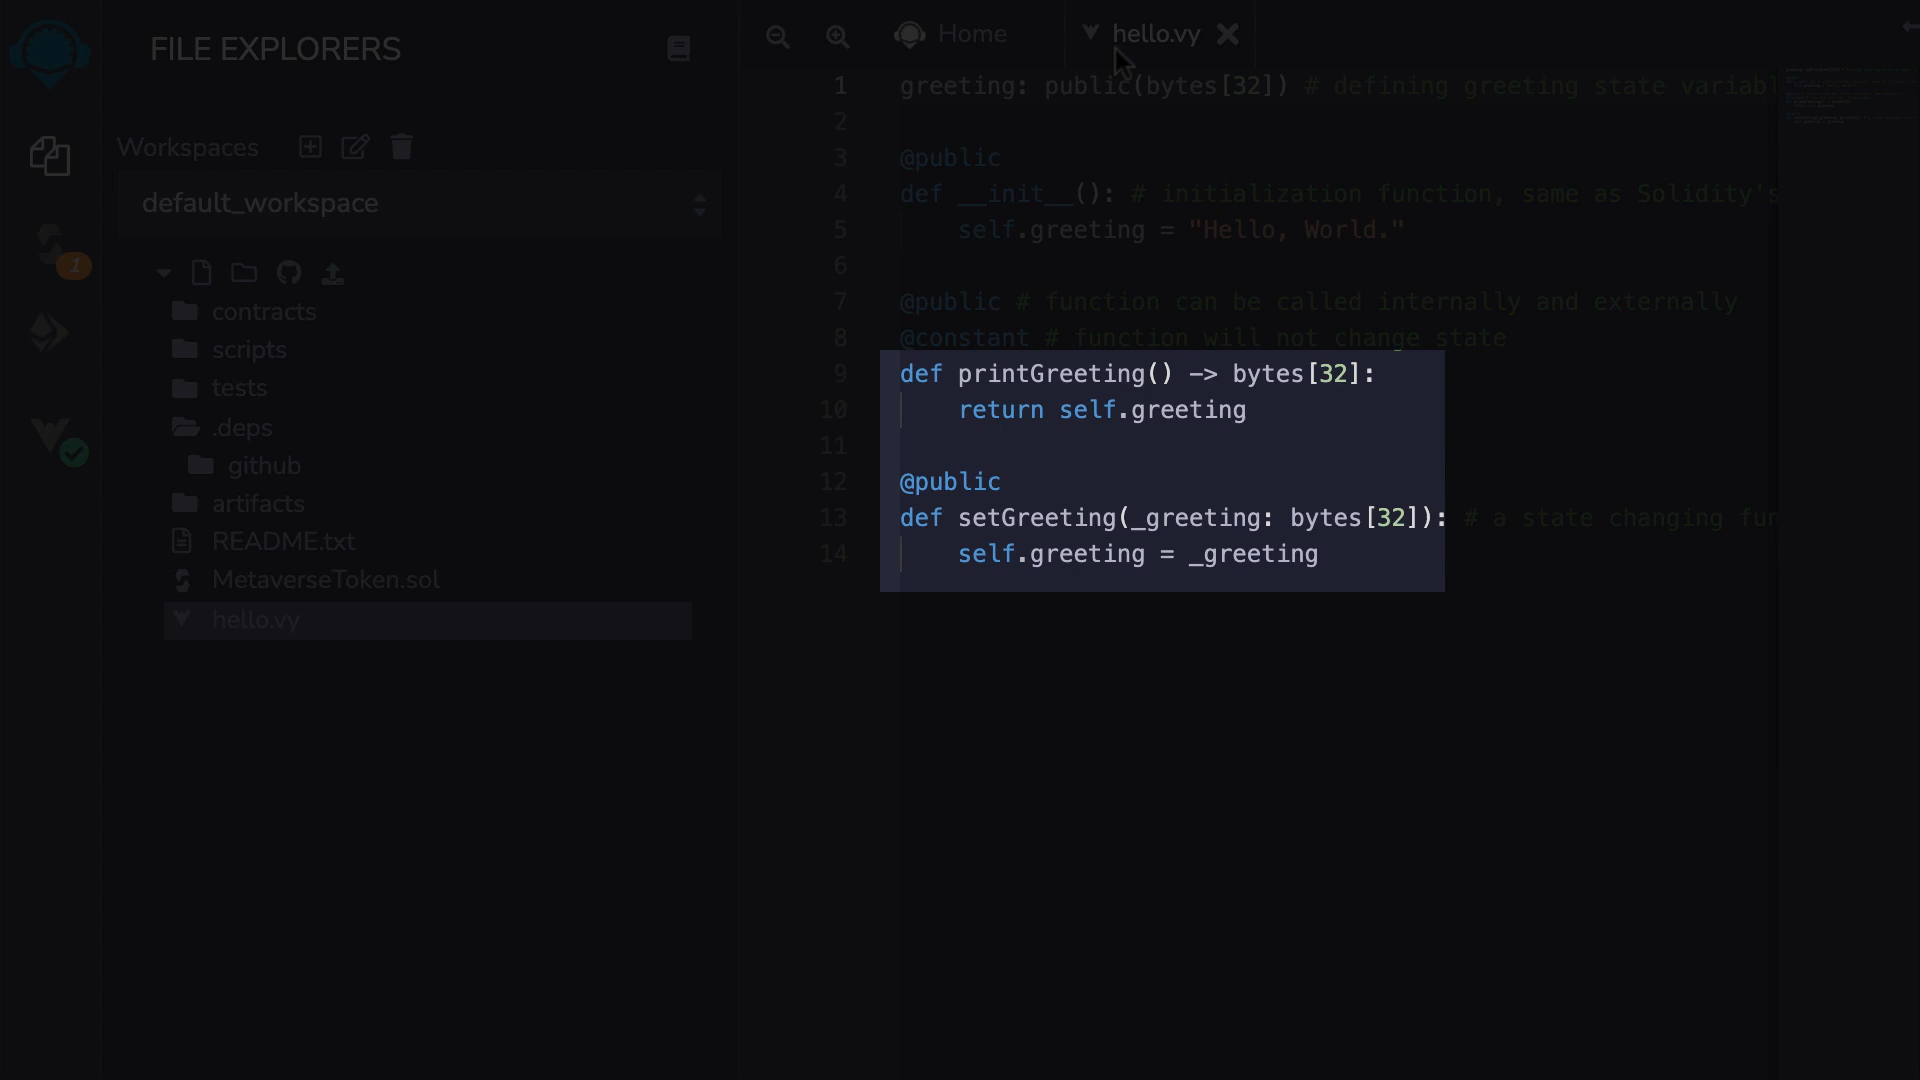 FILE EXPLORERS
Workspaces
default_workspace
1
contracts
scripts
tests
.deps
github
artifacts
README.txt
MetaverseToken.sol
hello.vy
Home
hello.vy
1 greeting: public(bytes[32]) # defining greeting state variabl
2
3 @public
4 def __init__(): # initialization function, same as Solidity's
5     self.greeting = "Hello, World."
6
7 @public # function can be called internally and externally
8 @constant # function will not change state
9 def printGreeting() -> bytes[32]:
10     return self.greeting
11
12 @public
13 def setGreeting(_greeting: bytes[32]): # a state changing fun
14     self.greeting = _greeting